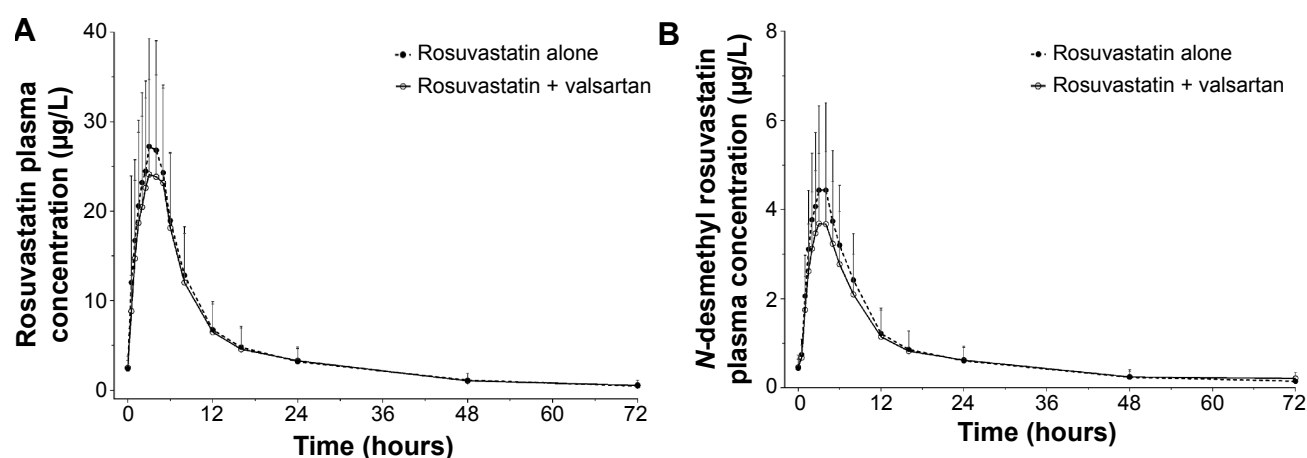 A
Rosuvastatin plasma
concentration (µg/L)
40
30
20
10
0
0 12 24 36 48 60 72
Time (hours)
Rosuvastatin alone
Rosuvastatin + valsartan
B
N-desmethyl rosuvastatin
plasma concentration (µg/L)
8
6
4
2
0
0 12 24 36 48 60 72
Time (hours)
Rosuvastatin alone
Rosuvastatin + valsartan